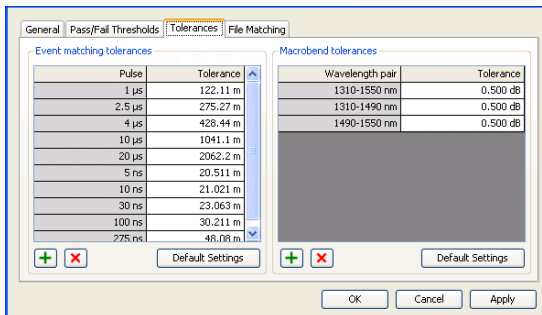 General Pass/Fail Thresholds Tolerances File Matching
Event matching tolerances
Pulse Tolerance
1 µs 122.11 m
2.5 µs 275.27 m
4 µs 428.44 m
10 µs 1041.1 m
20 µs 2062.2 m
5 ns 20.511 m
10 ns 21.021 m
30 ns 23.063 m
100 ns 30.211 m
275 ns 48.08 m
Default Settings
Macrobend tolerances
Wavelength pair Tolerance
1310-1550 nm 0.500 dB
1310-1490 nm 0.500 dB
1490-1550 nm 0.500 dB
Default Settings
OK Cancel Apply